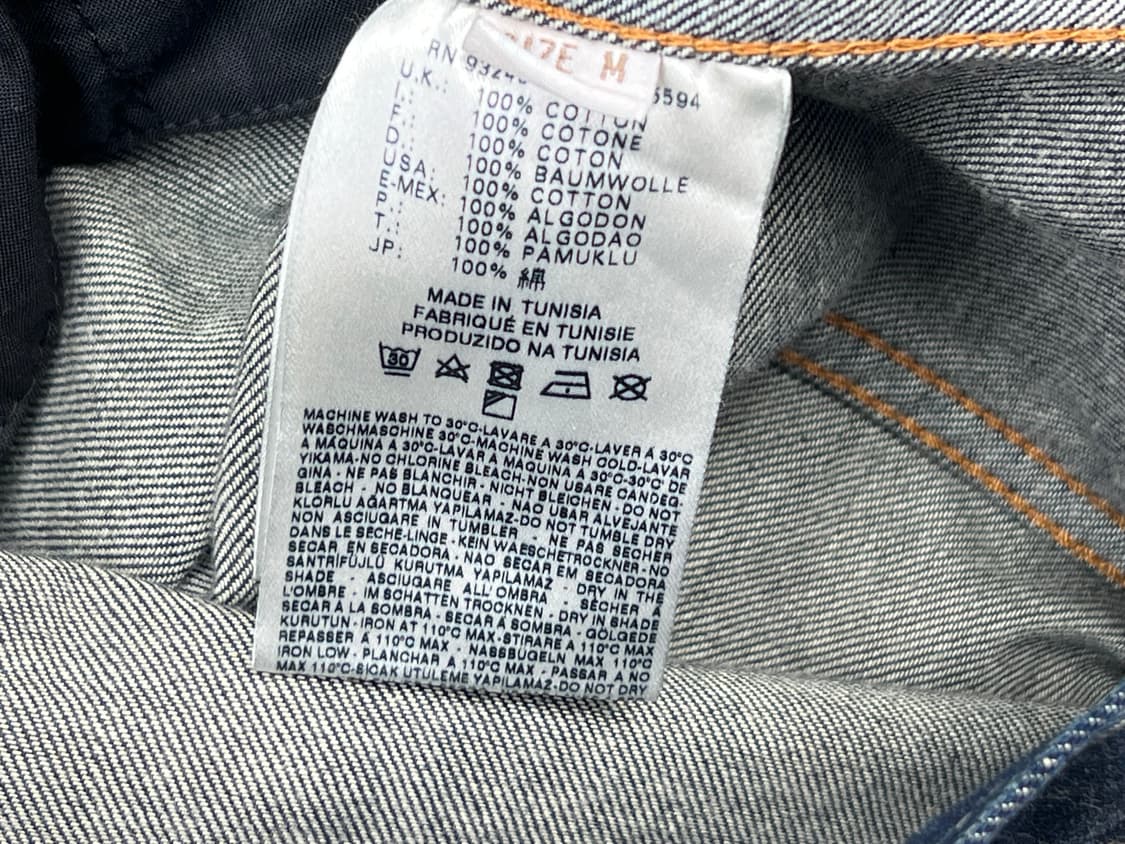 SIZE M
RN 5594
U.K.: 100% COTTON
I.: 100% COTONE
F.: 100% COTON
D.: 100% BAUMWOLLE
USA: 100% COTTON
E-MEX: 100% ALGODON
P.: 100% ALGODAO
T.: 100% PAMUKLU
JP: 100% 綿
MADE IN TUNISIA
FABRIQUÉ EN TUNISIE
PRODUZIDO NA TUNISIA
30
MACHINE WASH TO 30°C-LAVARE A 30°C-LAVER Á 30°C
WASCHMASCHINE 30°C-MACHINE WASH COLD-LAVAR
A MÁQUINA A 30°C-LAVAR A MAQUINA A 30°C-30°C DE
YIKAMA-NO CHLORINE BLEACH-NON USARE CANDEG-
GINA - NE PAS BLANCHIR - NICHT BLEICHEN - DO NOT
BLEACH - NO BLANQUEAR - NAO USAR ALVEJANTE
KLORLU AĞARTMA YAPILAMAZ-DO NOT TUMBLE DRY
NON ASCIUGARE IN TUMBLER - NE PAS SECHER
DANS LE SECHE-LINGE - KEIN WAESCHETROCKNER-NO
SECAR EN SECADORA - NAO SECAR EM SECADORA
SANTRİFÜJLÜ KURUTMA YAPILAMAZ - DRY IN THE
SHADE - ASCIUGARE ALL'OMBRA - SÉCHER Á
L'OMBRE - IM SCHATTEN TROCKNEN - DRY IN SHADE
SECAR A LA SOMBRA - SECAR Á SOMBRA - GÖLGEDE
KURUTUN - IRON AT 110°C MAX-STIRARE A 110°C MAX
REPASSER Á 110°C MAX - NASSBUGELN MAX 110°C
IRON LOW - PLANCHAR A 110°C MAX - PASSAR A NO
MAX 110°C-SICAK UTULEME YAPILAMAZ-DO NOT DRY